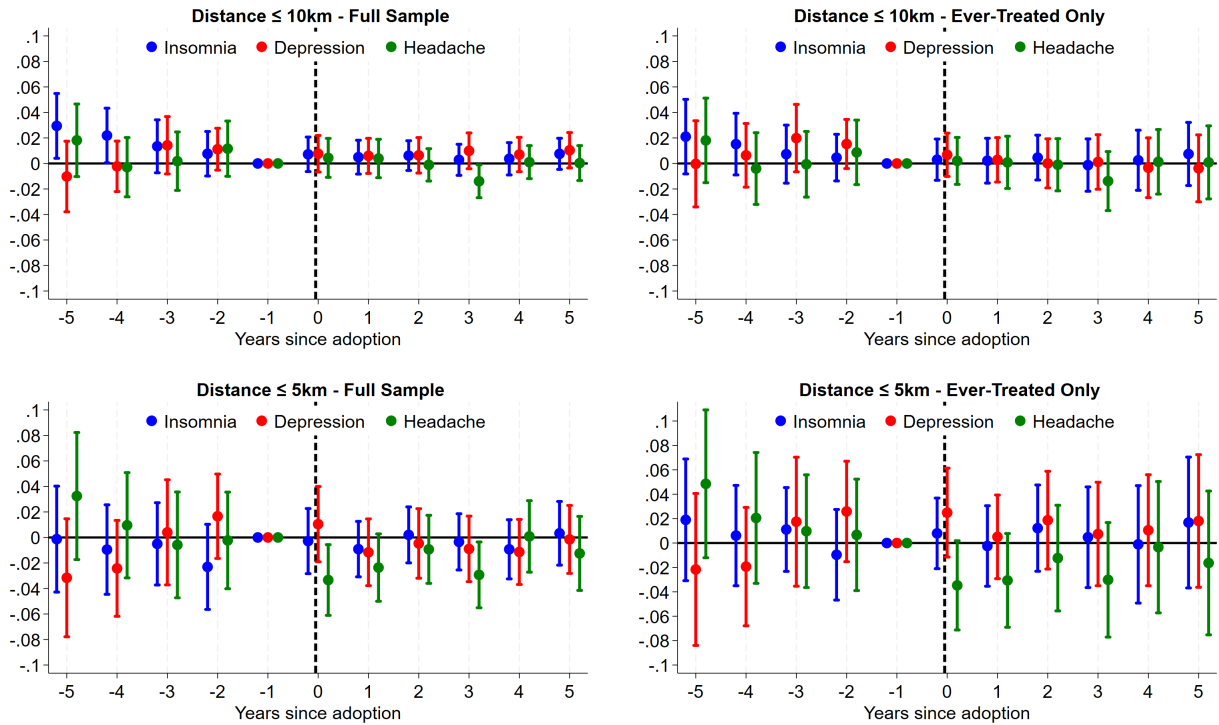 Distance ≤ 10km - Full Sample
Insomnia Depression Headache
.1
.08
.06
.04
.02
0
-.02
-.04
-.06
-.08
-.1
-5 -4 -3 -2 -1 0 1 2 3 4 5
Years since adoption
Distance ≤ 10km - Ever-Treated Only
Insomnia Depression Headache
.1
.08
.06
.04
.02
0
-.02
-.04
-.06
-.08
-.1
-5 -4 -3 -2 -1 0 1 2 3 4 5
Years since adoption
Distance ≤ 5km - Full Sample
Insomnia Depression Headache
.1
.08
.06
.04
.02
0
-.02
-.04
-.06
-.08
-.1
-5 -4 -3 -2 -1 0 1 2 3 4 5
Years since adoption
Distance ≤ 5km - Ever-Treated Only
Insomnia Depression Headache
.1
.08
.06
.04
.02
0
-.02
-.04
-.06
-.08
-.1
-5 -4 -3 -2 -1 0 1 2 3 4 5
Years since adoption